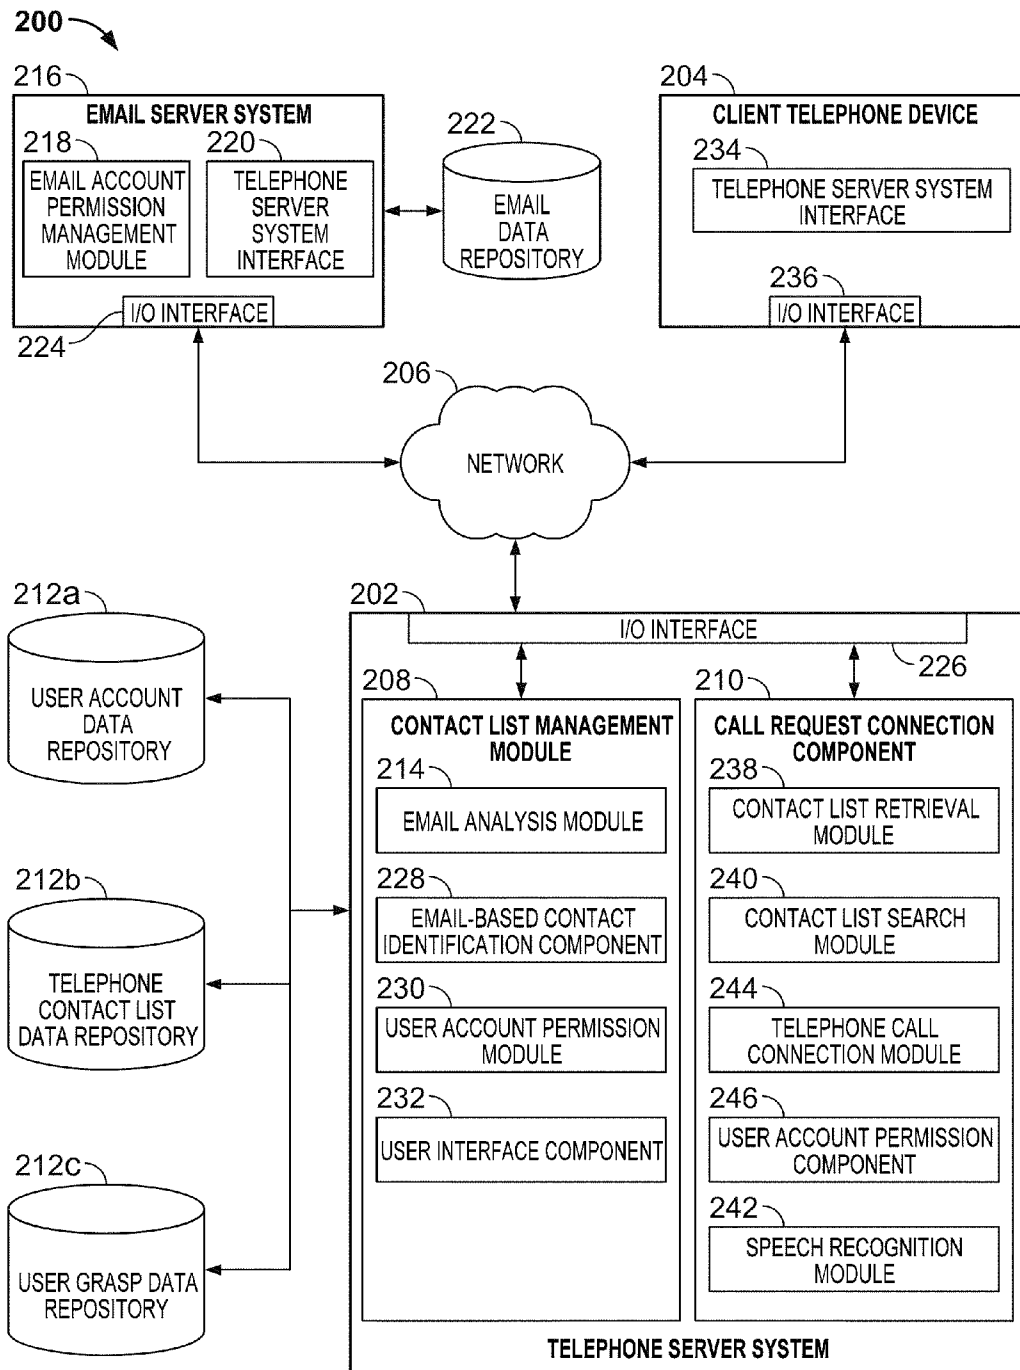 200
216
EMAIL SERVER SYSTEM
218
EMAIL ACCOUNT
PERMISSION
MANAGEMENT
MODULE
220
TELEPHONE
SERVER
SYSTEM
INTERFACE
I/O INTERFACE
224
222
EMAIL
DATA
REPOSITORY
204
CLIENT TELEPHONE DEVICE
234
TELEPHONE SERVER SYSTEM
INTERFACE
236
I/O INTERFACE
206
NETWORK
212a
USER ACCOUNT
DATA
REPOSITORY
212b
TELEPHONE
CONTACT LIST
DATA REPOSITORY
212c
USER GRASP DATA
REPOSITORY
202
I/O INTERFACE
226
208
CONTACT LIST MANAGEMENT
MODULE
214
EMAIL ANALYSIS MODULE
228
EMAIL-BASED CONTACT
IDENTIFICATION COMPONENT
230
USER ACCOUNT PERMISSION
MODULE
232
USER INTERFACE COMPONENT
210
CALL REQUEST CONNECTION
COMPONENT
238
CONTACT LIST RETRIEVAL
MODULE
240
CONTACT LIST SEARCH
MODULE
244
TELEPHONE CALL
CONNECTION MODULE
246
USER ACCOUNT PERMISSION
COMPONENT
242
SPEECH RECOGNITION
MODULE
TELEPHONE SERVER SYSTEM